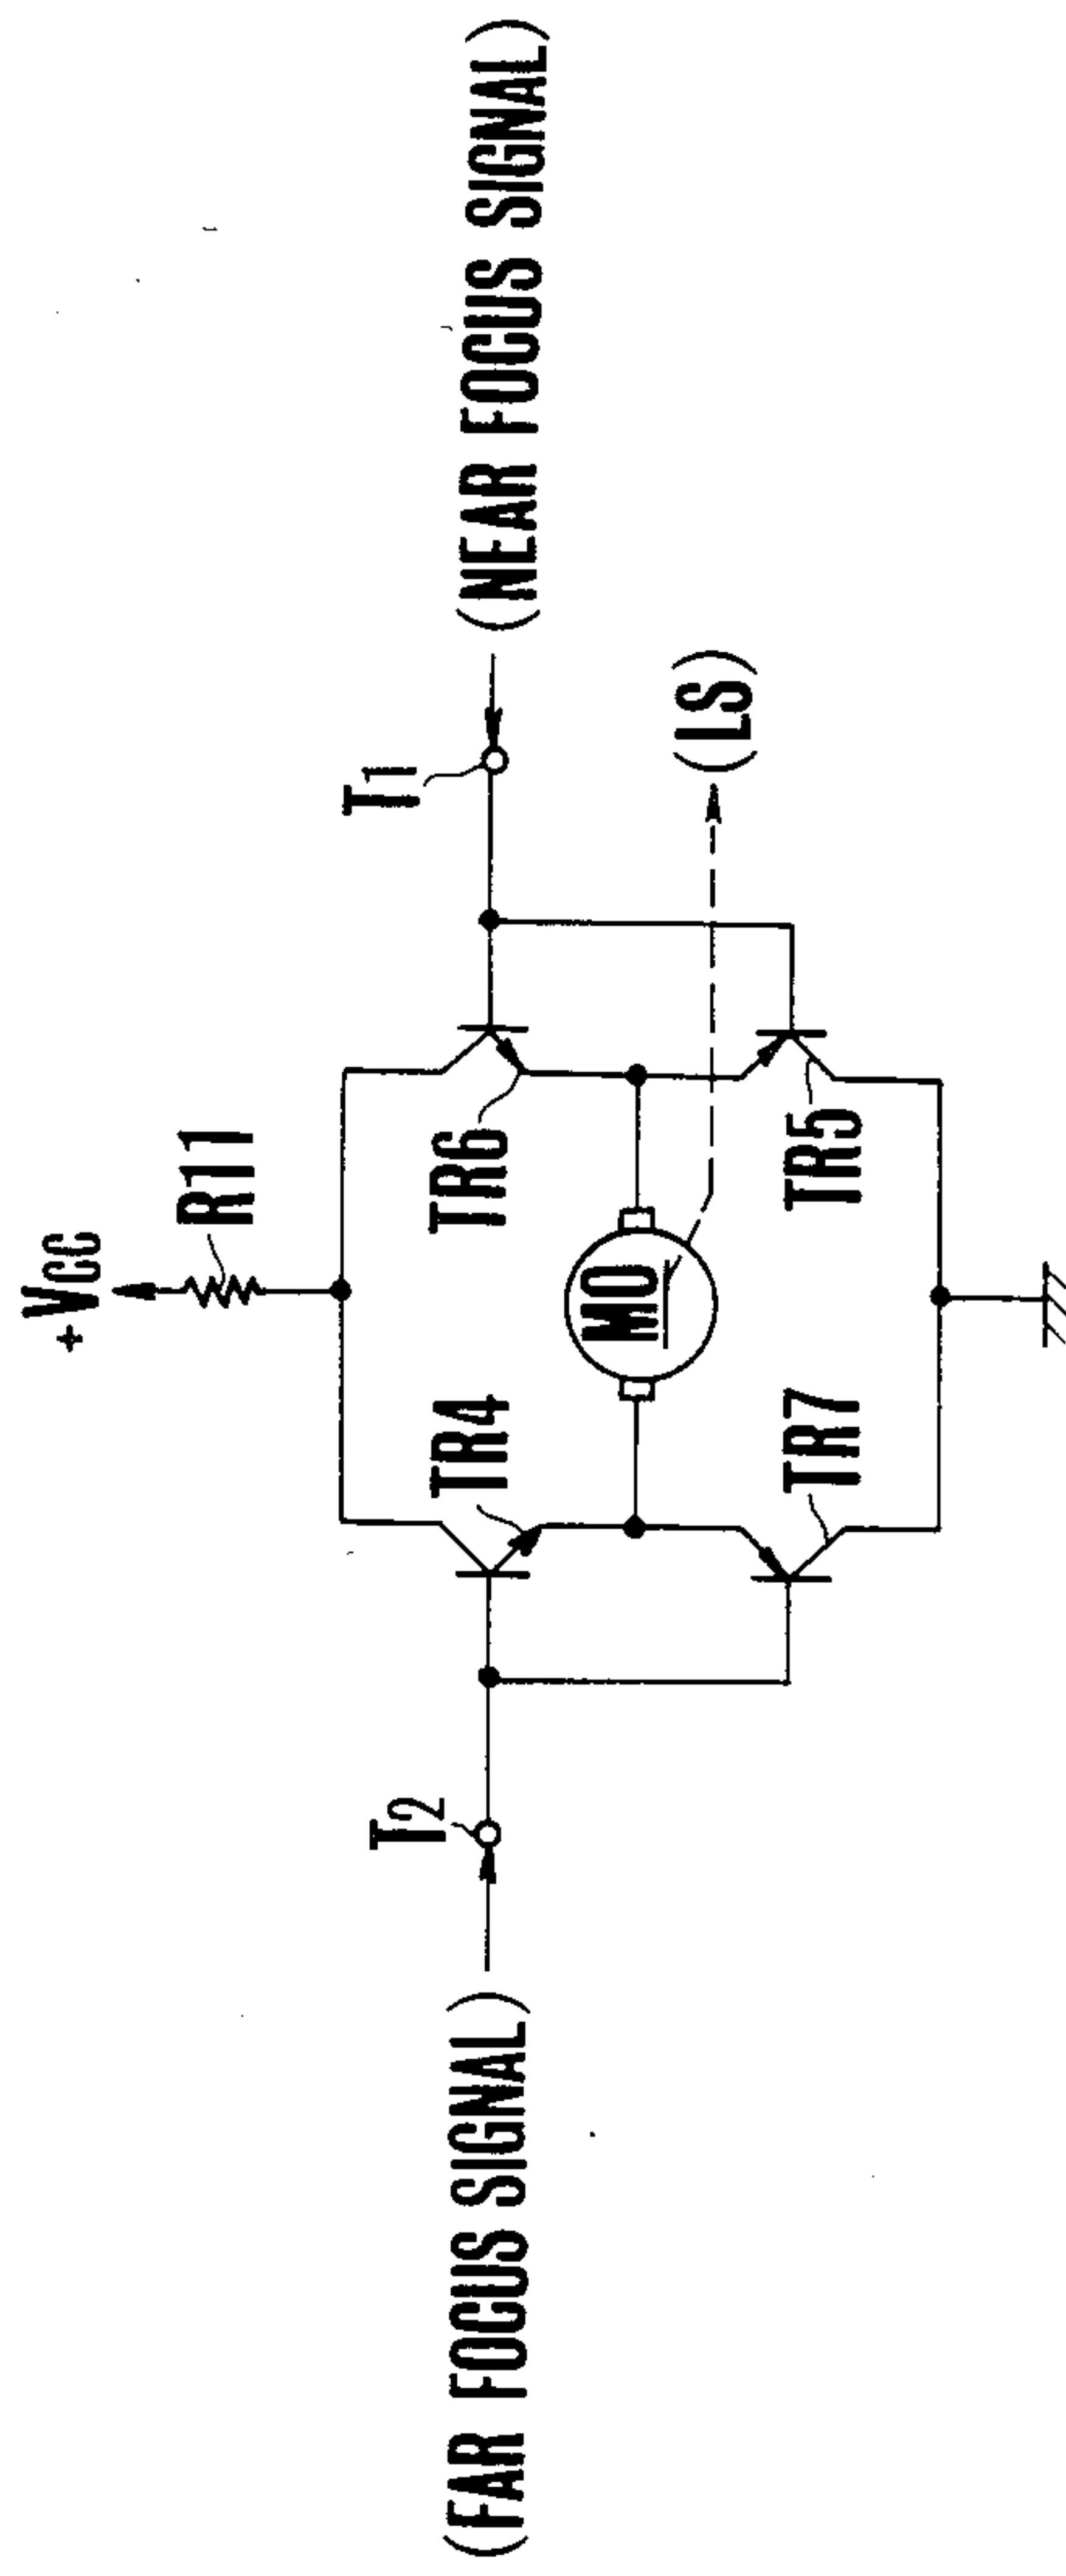 +Vcc
R11
TR4
TR6
T2
T1
(FAR FOCUS SIGNAL)
(NEAR FOCUS SIGNAL)
MO
(LS)
TR7
TR5